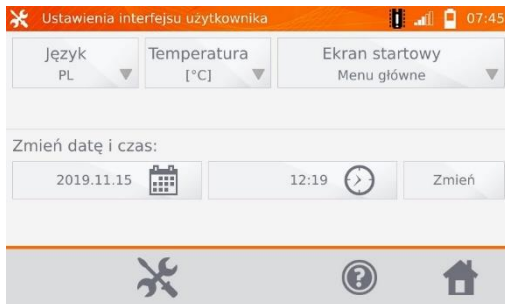 Ustawienia interfejsu użytkownika 07:45
Język Temperatura Ekran startowy
PL [°C] Menu główne
Zmień datę i czas:
2019.11.15 12:19 Zmień